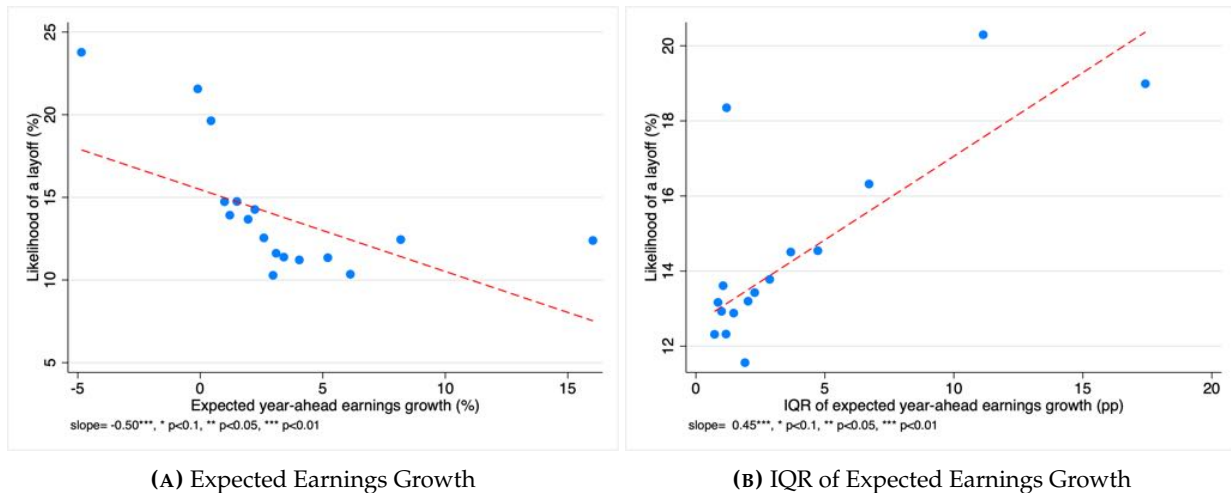 Likelihood of a layoff (%)
25
20
15
10
5
-5
0
5
10
15
Expected year-ahead earnings growth (%)
slope= -0.50***, * p<0.1, ** p<0.05, *** p<0.01
(A) Expected Earnings Growth
Likelihood of a layoff (%)
20
18
16
14
12
0
5
10
15
20
IQR of expected year-ahead earnings growth (pp)
slope= 0.45***, * p<0.1, ** p<0.05, *** p<0.01
(B) IQR of Expected Earnings Growth